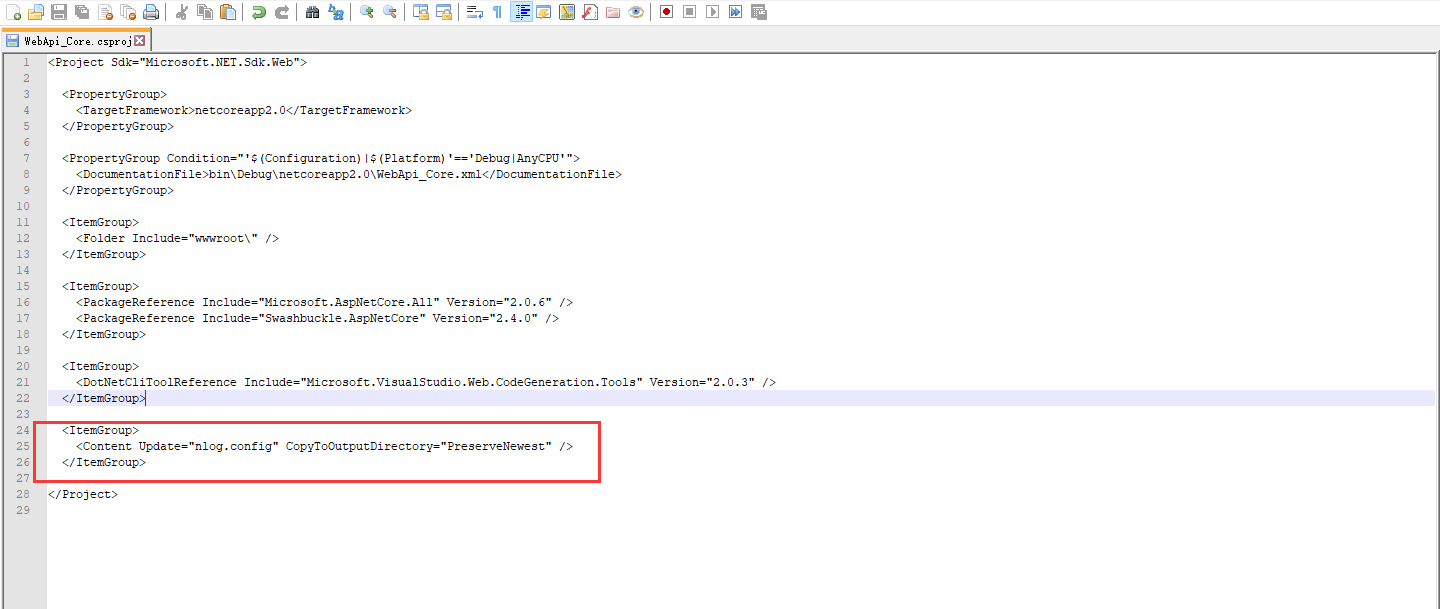 WebApi_Core.csproj
1 <Project Sdk="Microsoft.NET.Sdk.Web">
2
3 <PropertyGroup>
4 <TargetFramework>netcoreapp2.0</TargetFramework>
5 </PropertyGroup>
6
7 <PropertyGroup Condition="'$(Configuration)|$(Platform)'=='Debug|AnyCPU'">
8 <DocumentationFile>bin\Debug\netcoreapp2.0\WebApi_Core.xml</DocumentationFile>
9 </PropertyGroup>
10
11 <ItemGroup>
12 <Folder Include="wwwroot\" />
13 </ItemGroup>
14
15 <ItemGroup>
16 <PackageReference Include="Microsoft.AspNetCore.All" Version="2.0.6" />
17 <PackageReference Include="Swashbuckle.AspNetCore" Version="2.4.0" />
18 </ItemGroup>
19
20 <ItemGroup>
21 <DotNetCliToolReference Include="Microsoft.VisualStudio.Web.CodeGeneration.Tools" Version="2.0.3" />
22 </ItemGroup>
23
24 <ItemGroup>
25 <Content Update="nlog.config" CopyToOutputDirectory="PreserveNewest" />
26 </ItemGroup>
27
28 </Project>
29